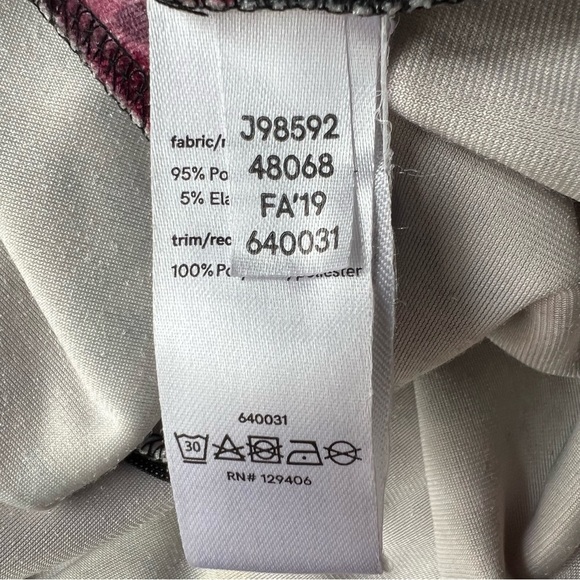 J98592
48068
FA'19
640031
fabric/
95% Po
5% Ela
trim/rec
100% Po
polyester
640031
30
RN# 129406